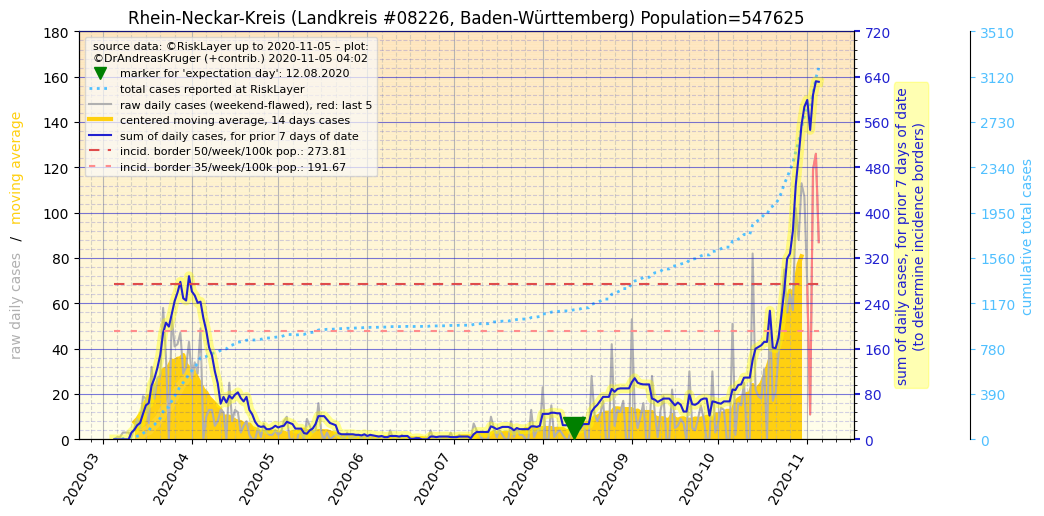 Rhein-Neckar-Kreis (Landkreis #08226, Baden-Württemberg) Population=547625
source data: ©RiskLayer up to 2020-11-05 – plot:
©DrAndreasKruger (+contrib.) 2020-11-05 04:02
marker for 'expectation day': 12.08.2020
total cases reported at RiskLayer
raw daily cases (weekend-flawed), red: last 5
centered moving average, 14 days cases
sum of daily cases, for prior 7 days of date
incid. border 50/week/100k pop.: 273.81
incid. border 35/week/100k pop.: 191.67
raw daily cases / moving average
180
160
140
120
100
80
60
40
20
0
720
640
560
480
400
320
240
160
80
0
sum of daily cases, for prior 7 days of date
(to determine incidence borders)
3510
3120
2730
2340
1950
1560
1170
780
390
0
cumulative total cases
2020-03
2020-04
2020-05
2020-06
2020-07
2020-08
2020-09
2020-10
2020-11